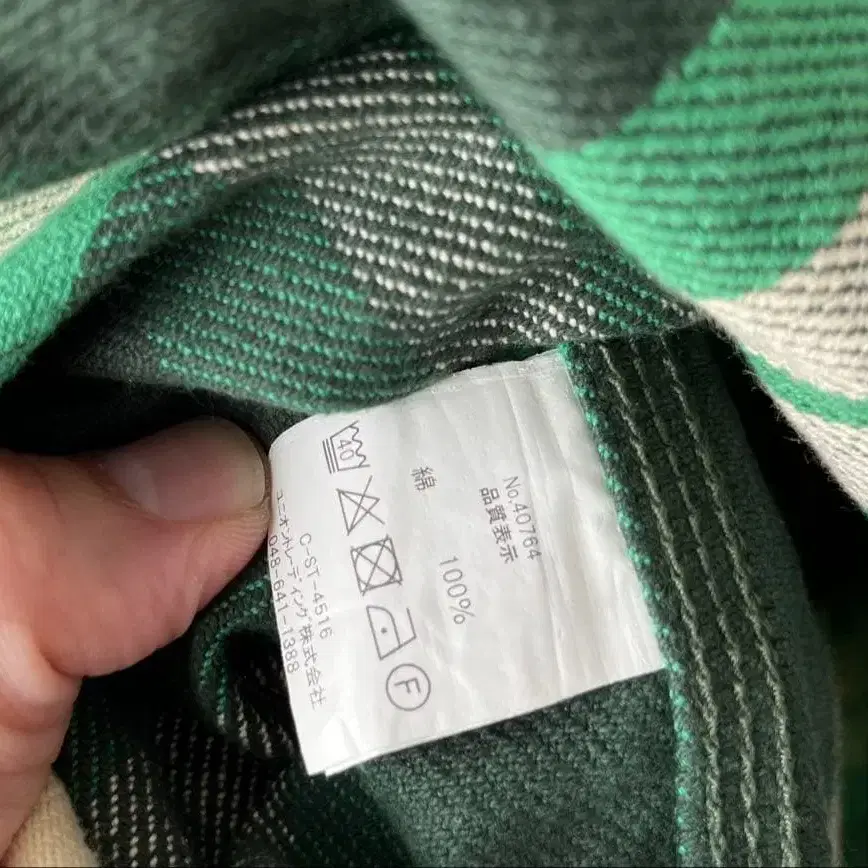 No.40764
品質表示
綿 100%
40
F
C-ST-4516
ユニオントレーディング株式会社
048-641-1388